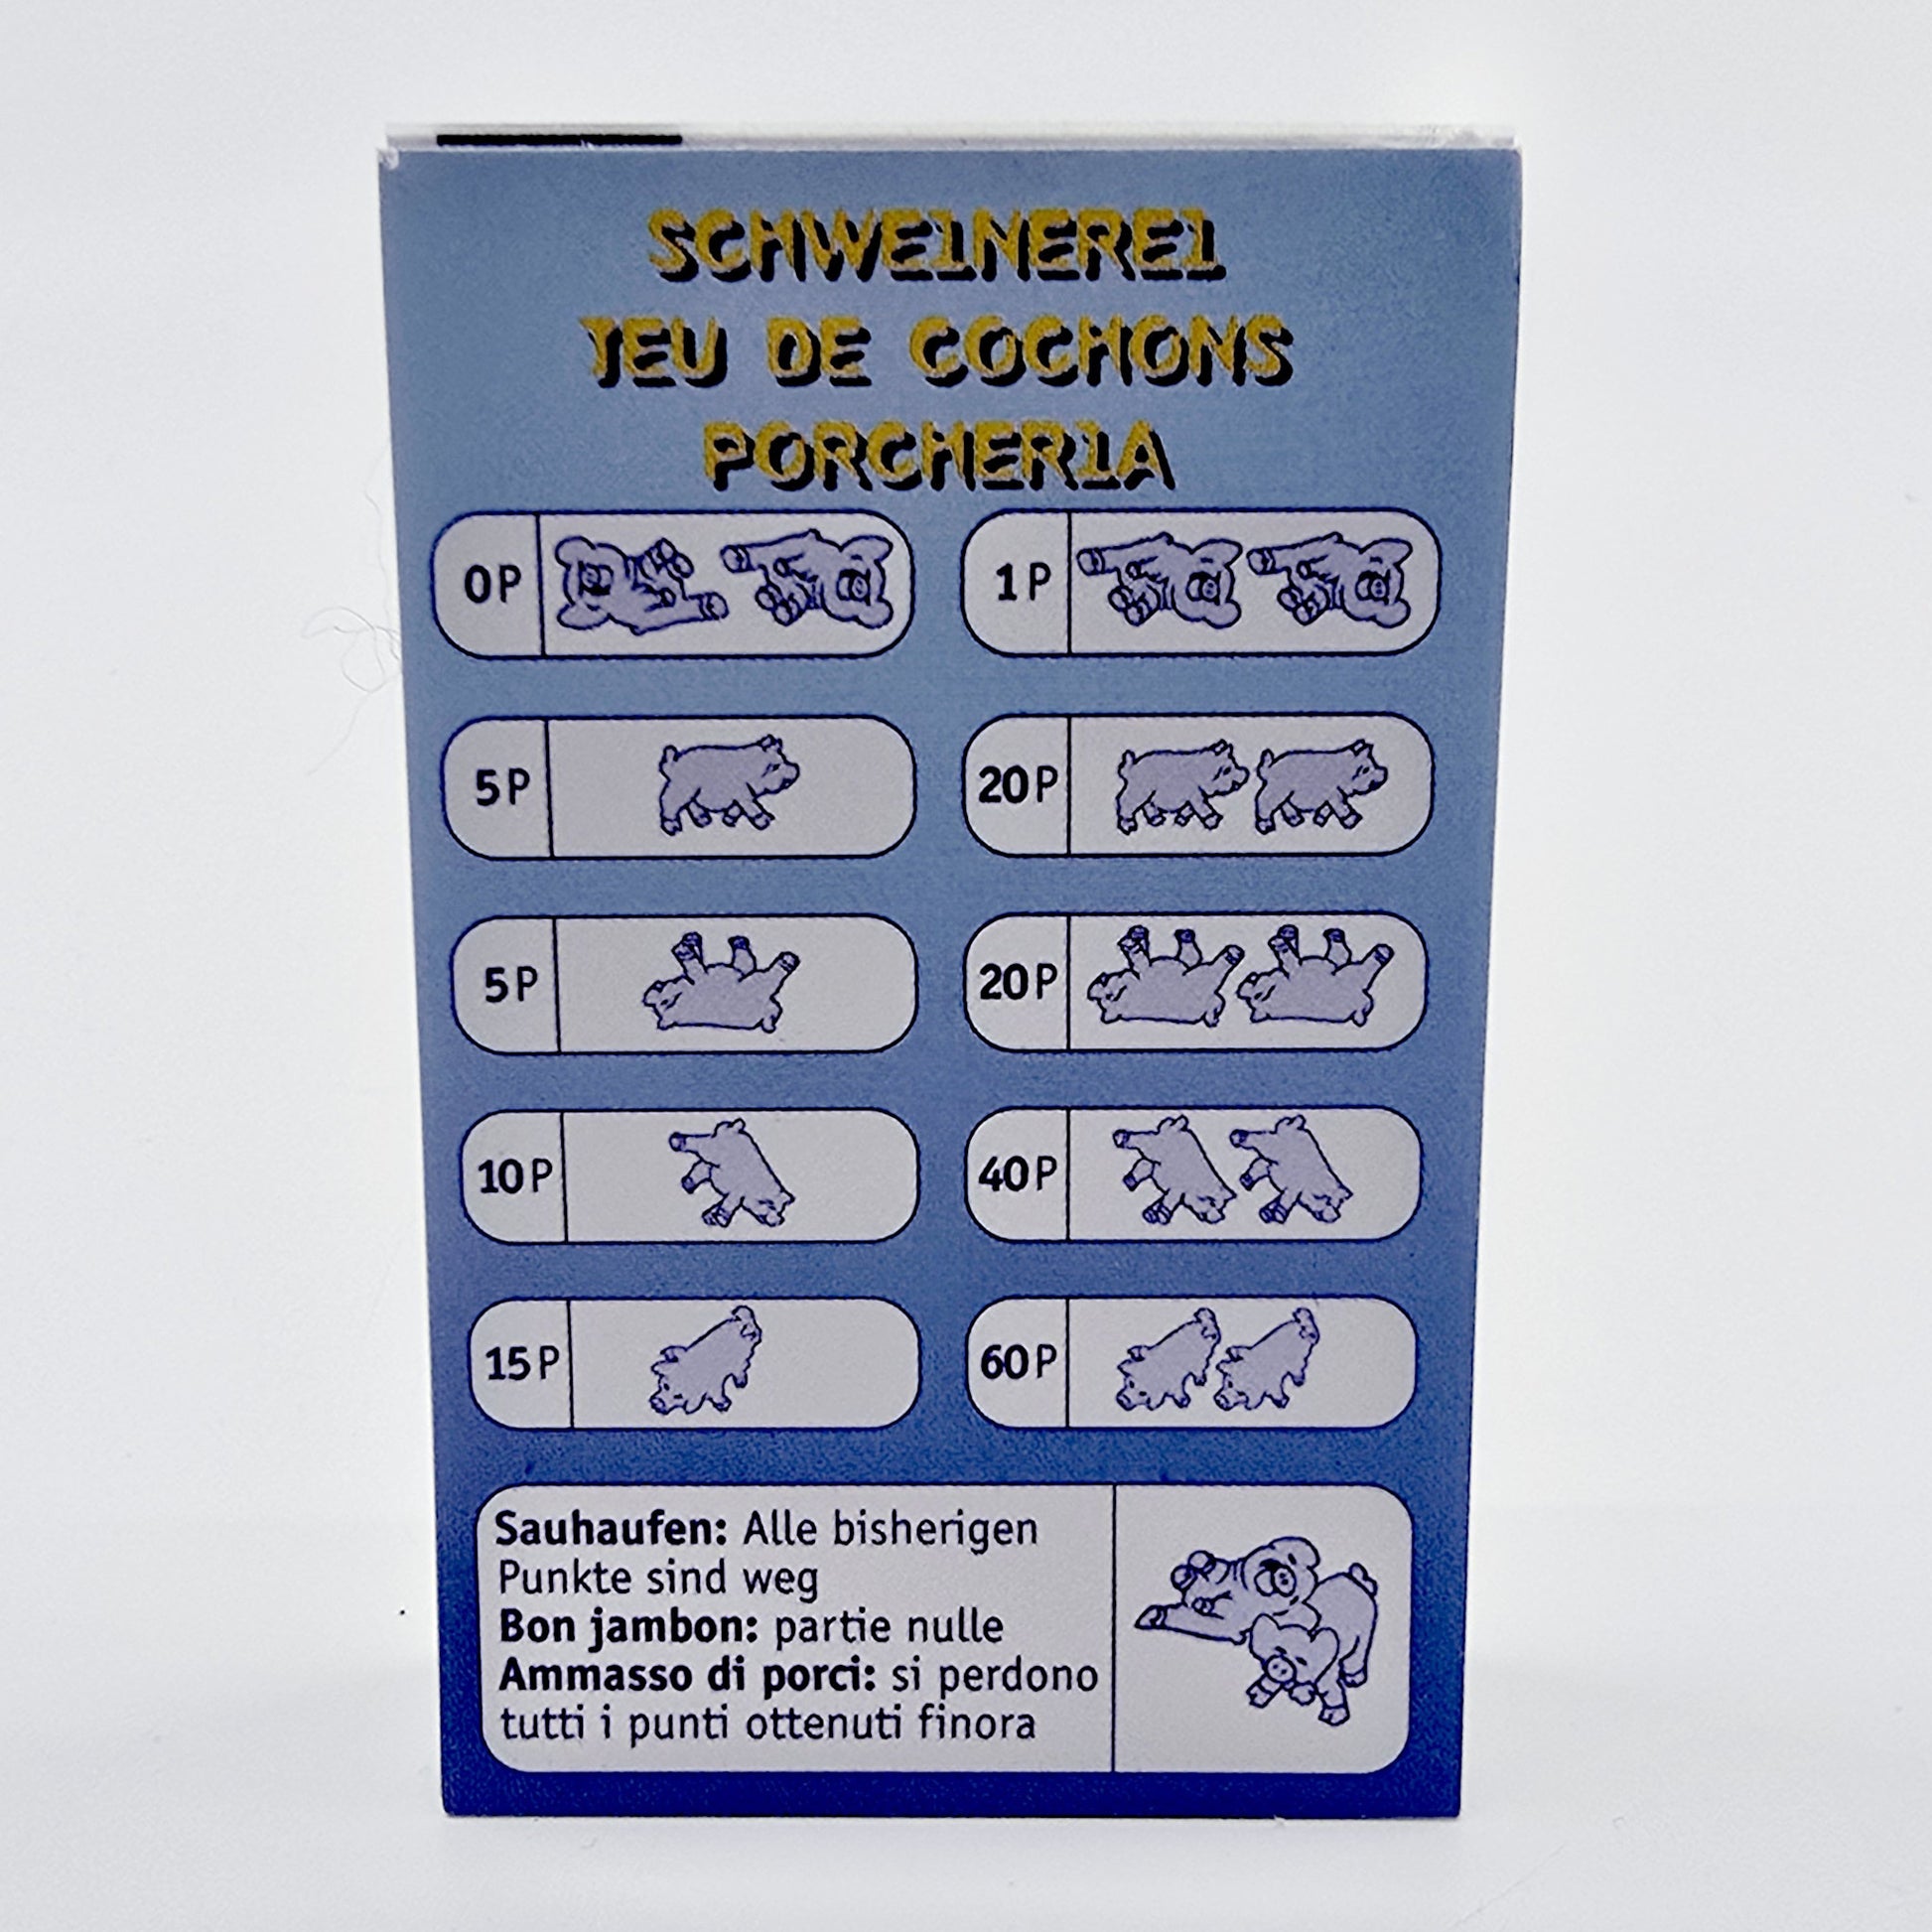 SCHWEINEREI
JEU DE COCHONS
PORCHERIA
0P 1P
5P 20P
5P 20P
10P 40P
15P 60P
Sauhaufen: Alle bisherigen
Punkte sind weg
Bon jambon: partie nulle
Ammasso di porci: si perdono
tutti i punti ottenuti finora